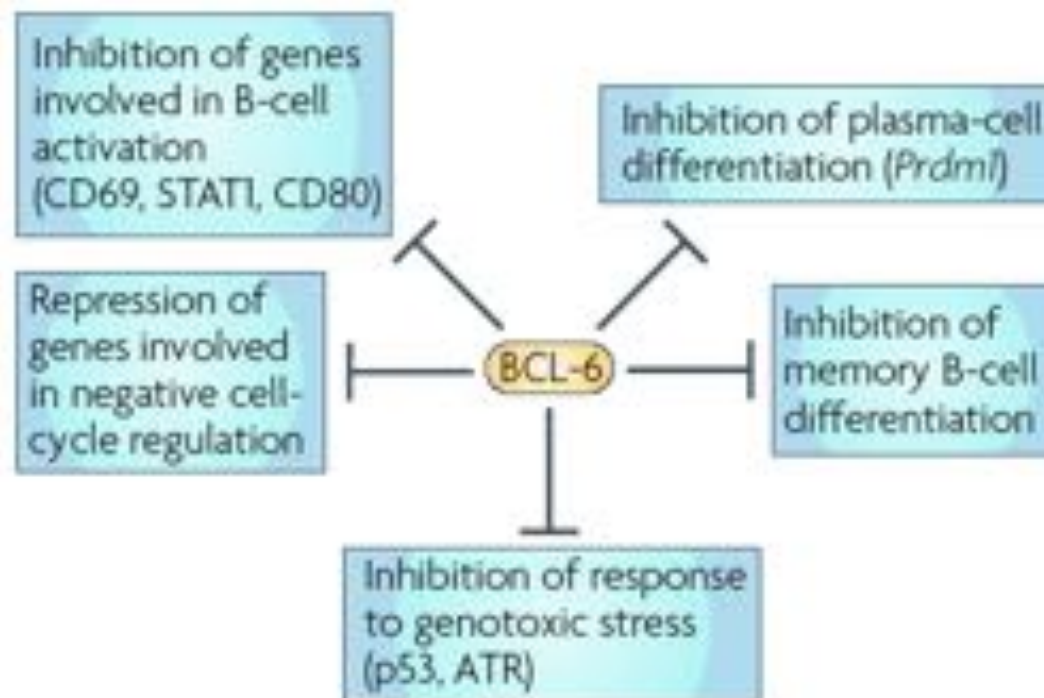 Inhibition of genes
involved in B-cell
activation
(CD69, STAT1, CD80)
Inhibition of plasma-cell
differentiation (Prdm1)
Repression of
genes involved
in negative cell-
cycle regulation
BCL-6
Inhibition of
memory B-cell
differentiation
Inhibition of response
to genotoxic stress
(p53, ATR)